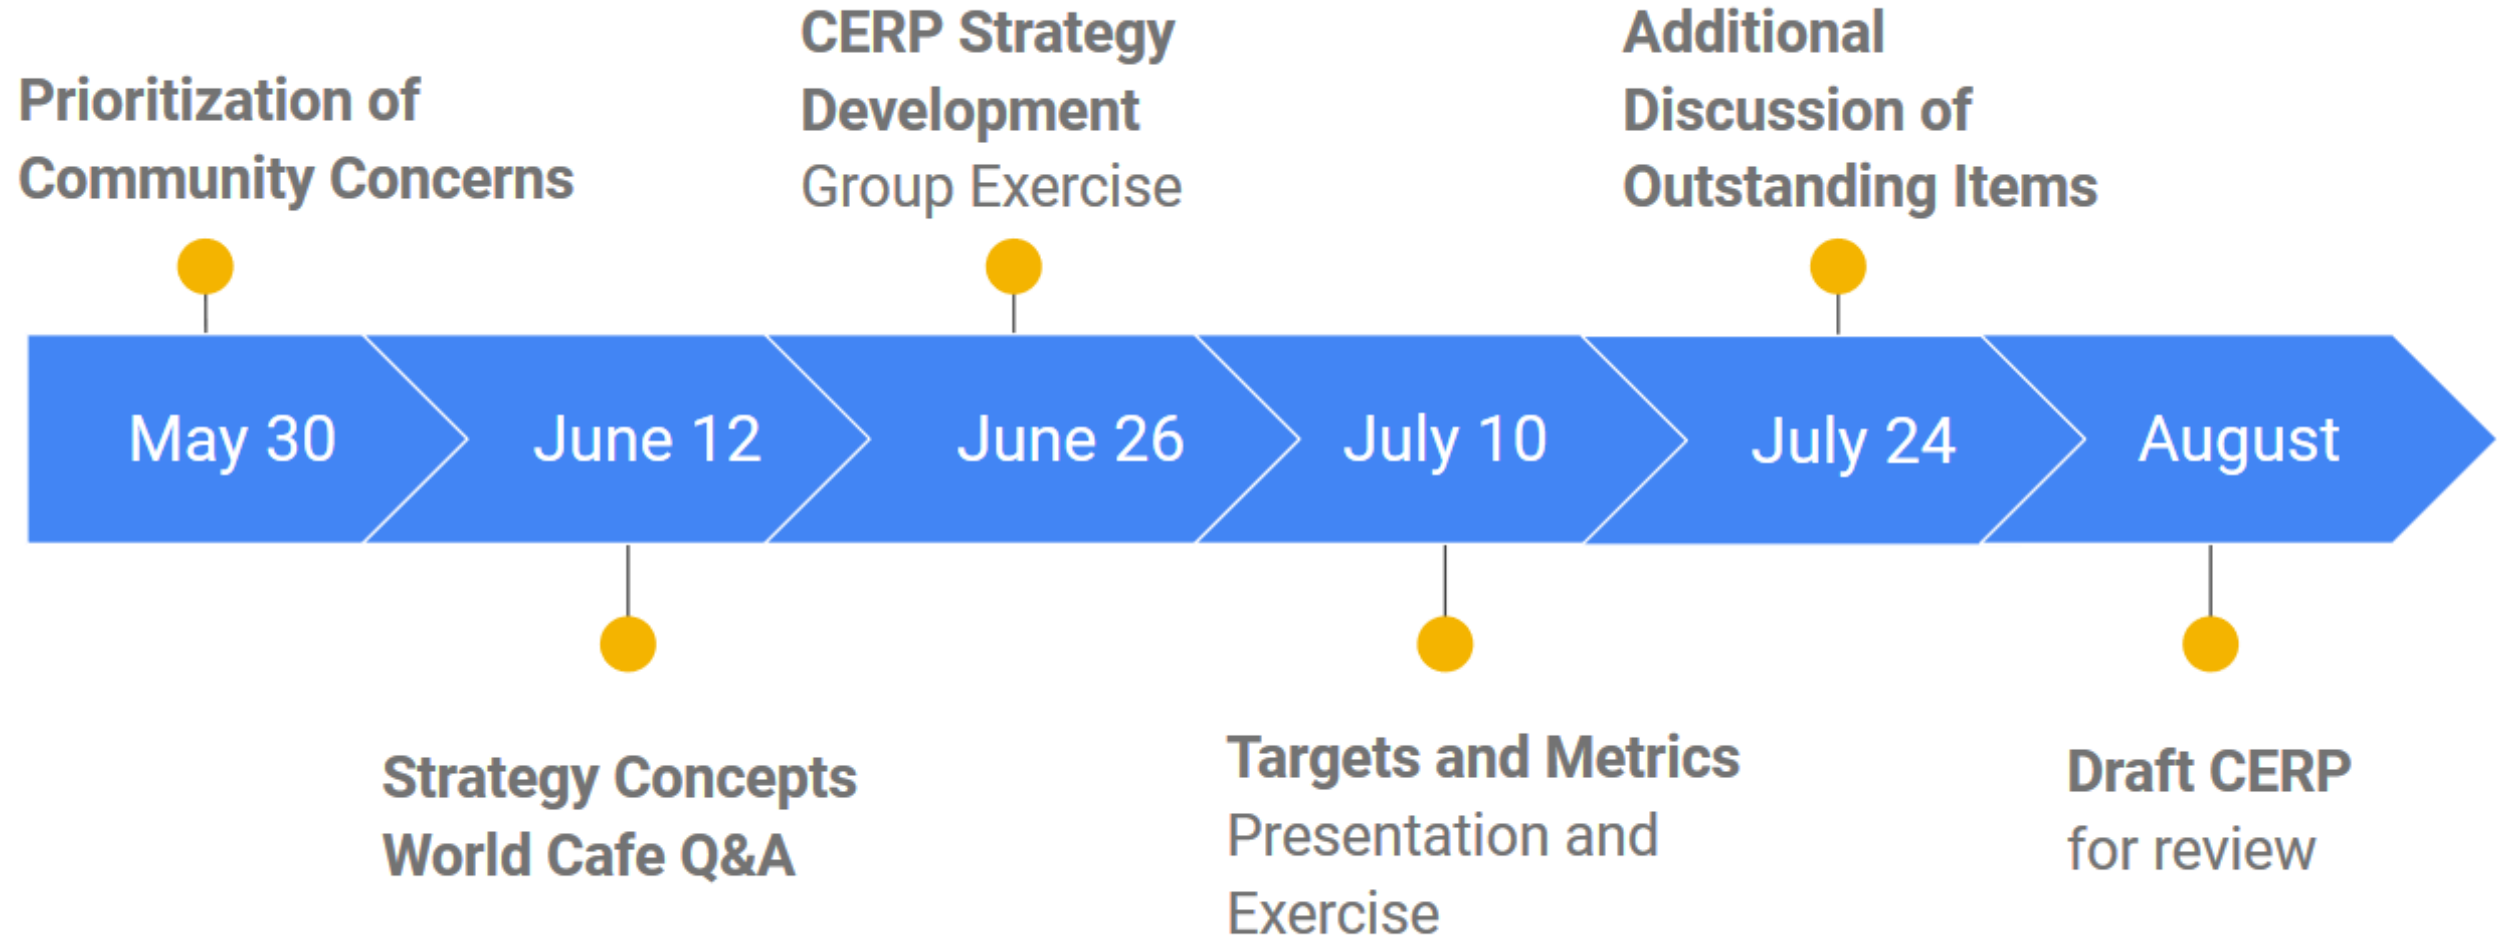 Prioritization of
Community Concerns
CERP Strategy
Development
Group Exercise
Additional
Discussion of
Outstanding Items
May 30
June 12
June 26
July 10
July 24
August
Strategy Concepts
World Cafe Q&A
Targets and Metrics
Presentation and
Exercise
Draft CERP
for review